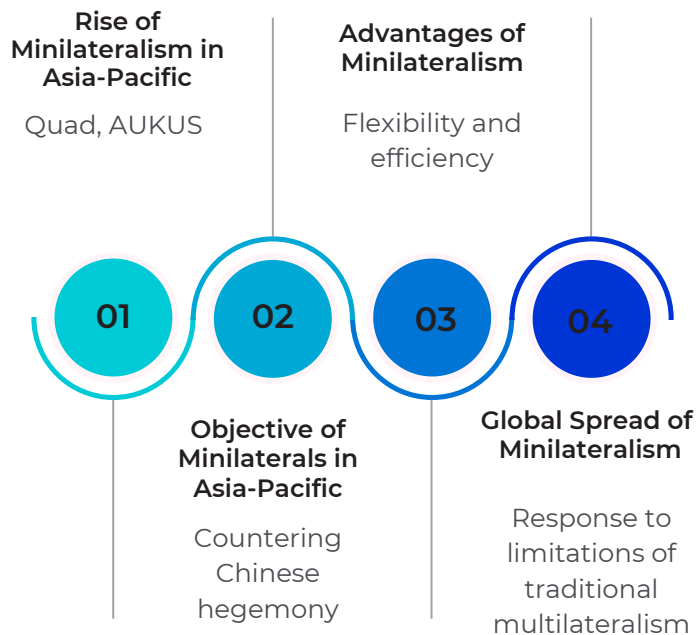 Rise of
Minilateralism in
Asia-Pacific
Quad, AUKUS
01
02
Objective of
Minilaterals in
Asia-Pacific
Countering
Chinese
hegemony
Advantages of
Minilateralism
Flexibility and
efficiency
03
04
Global Spread of
Minilateralism
Response to
limitations of
traditional
multilateralism